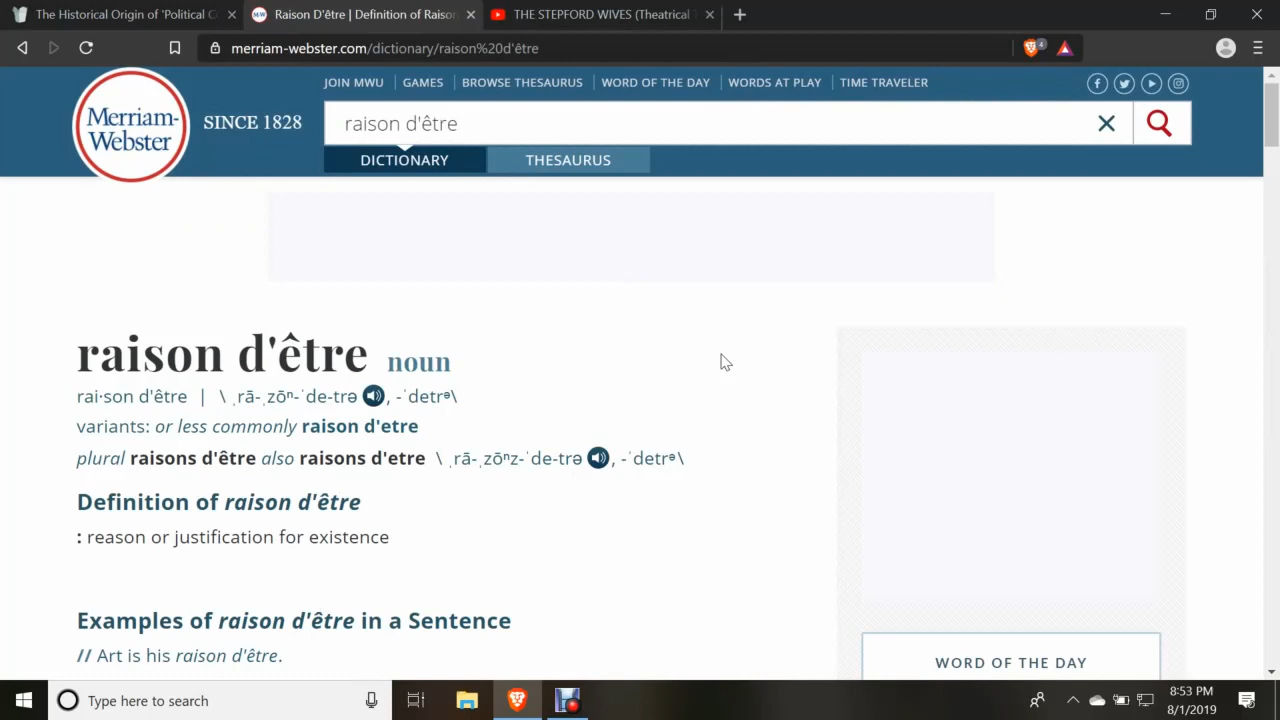 The Historical Origin of 'Political C
Raison D'être | Definition of Raison
THE STEPFORD WIVES (Theatrical T
merriam-webster.com/dictionary/raison%20d'être
4
JOIN MWU GAMES BROWSE THESAURUS WORD OF THE DAY WORDS AT PLAY TIME TRAVELER
Merriam-
Webster
SINCE 1828
raison d'être
DICTIONARY THESAURUS
raison d'être noun
rai·son d'être | \ ˌrā-ˌzōⁿ-ˈde-trə , -ˈdetrᵊ\
variants: or less commonly raison d'etre
plural raisons d'être also raisons d'etre \ ˌrā-ˌzōⁿz-ˈde-trə , -ˈdetrᵊ\
Definition of raison d'être
: reason or justification for existence
Examples of raison d'être in a Sentence
// Art is his raison d'être.
WORD OF THE DAY
Type here to search
8:53 PM
8/1/2019